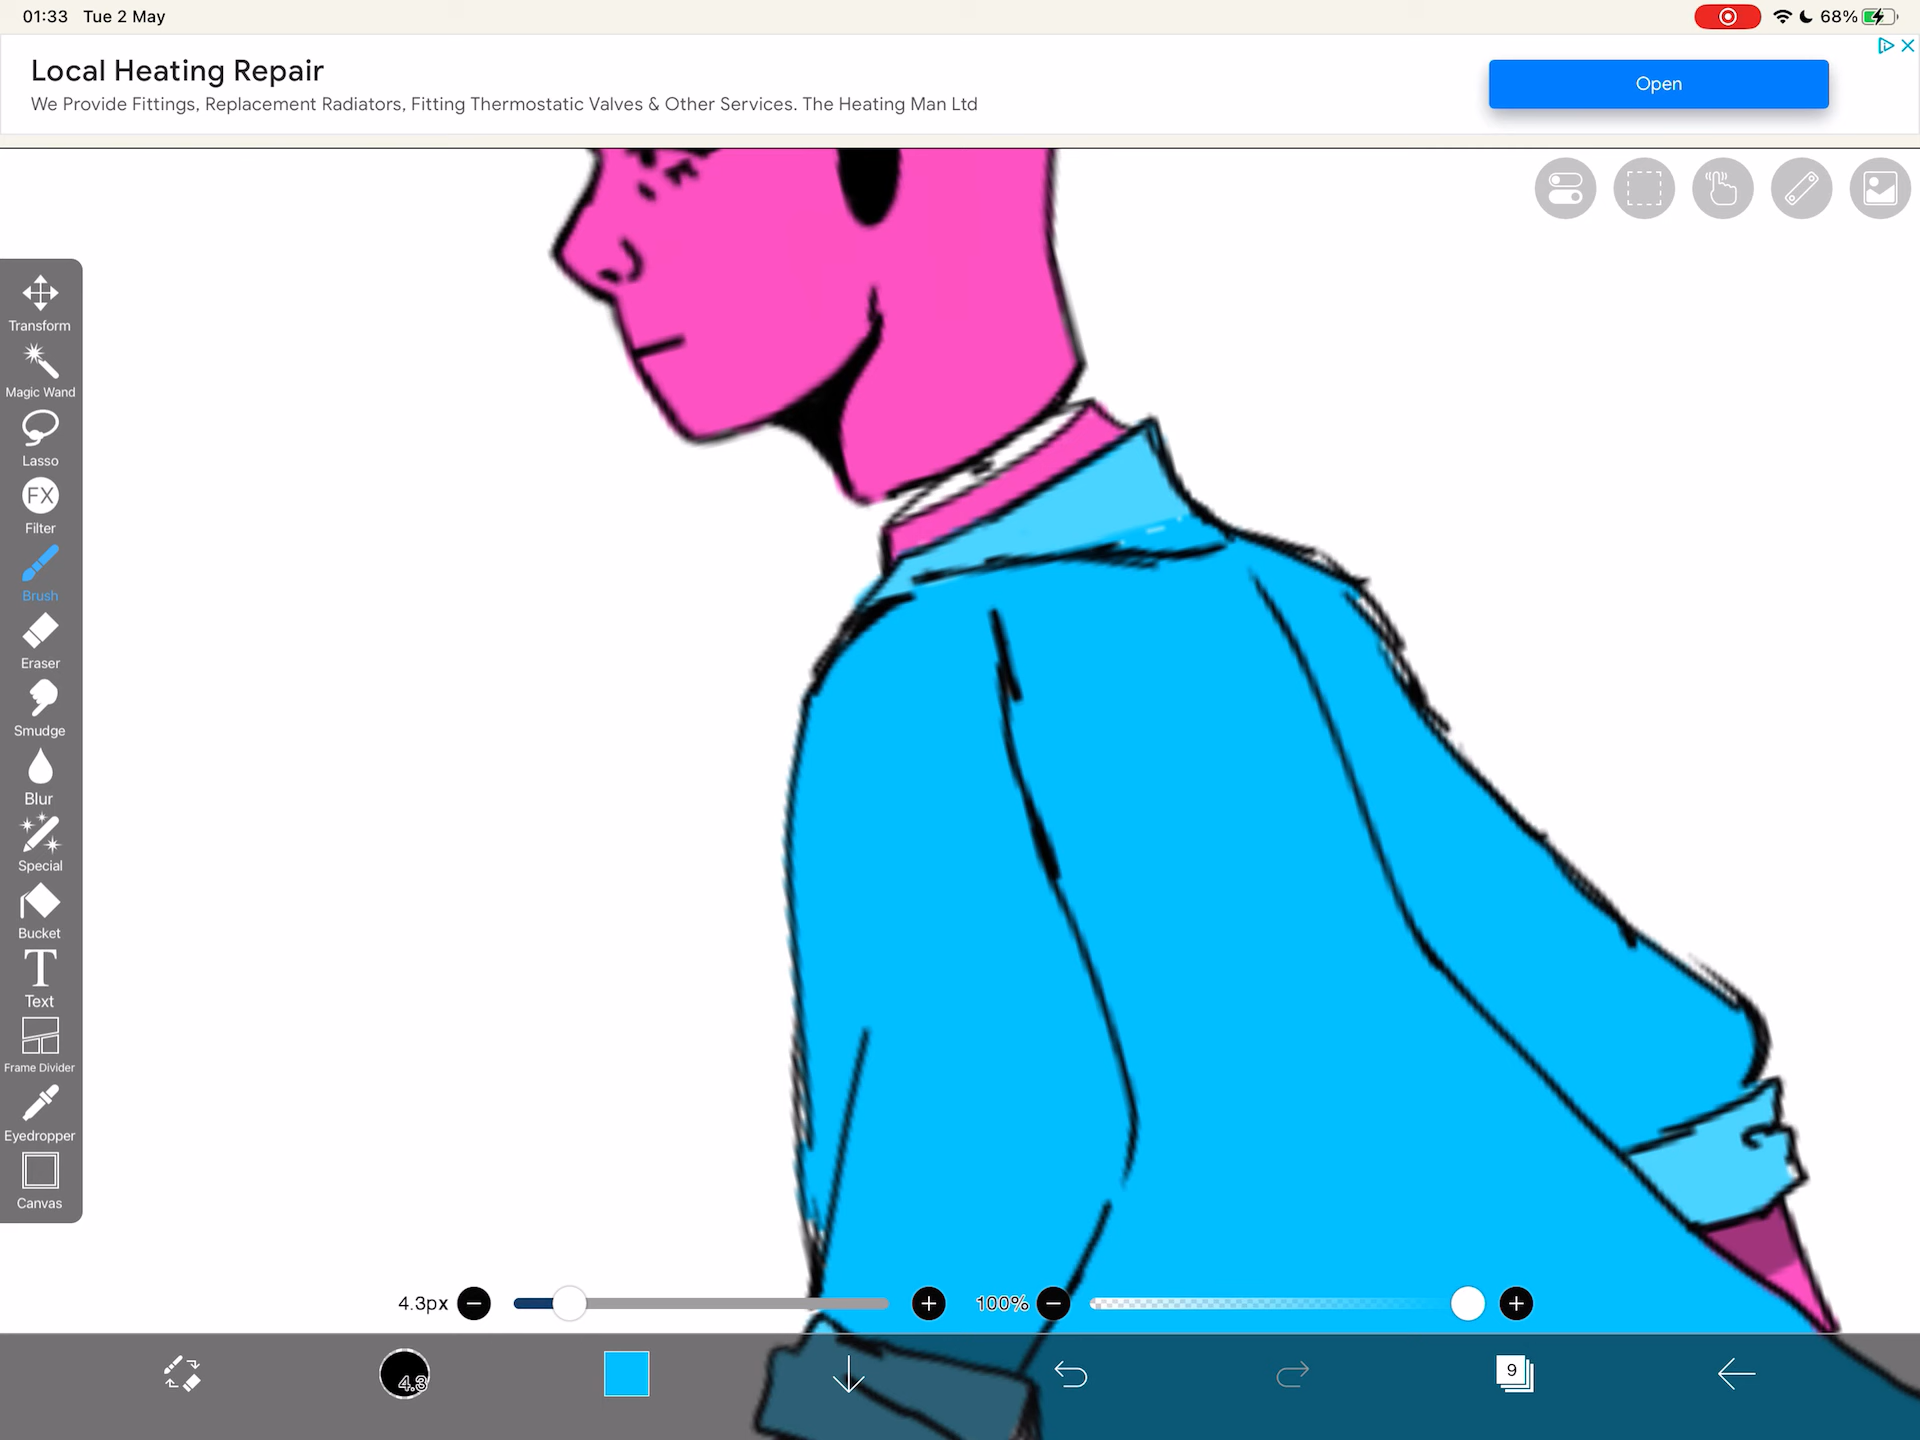 01:33 Tue 2 May
68%
Local Heating Repair
We Provide Fittings, Replacement Radiators, Fitting Thermostatic Valves & Other Services. The Heating Man Ltd
Open
Transform
Magic Wand
Lasso
FX
Filter
Brush
Eraser
Smudge
Blur
Special
Bucket
T
Text
Frame Divider
Eyedropper
Canvas
4.3px
100%
4.3
9